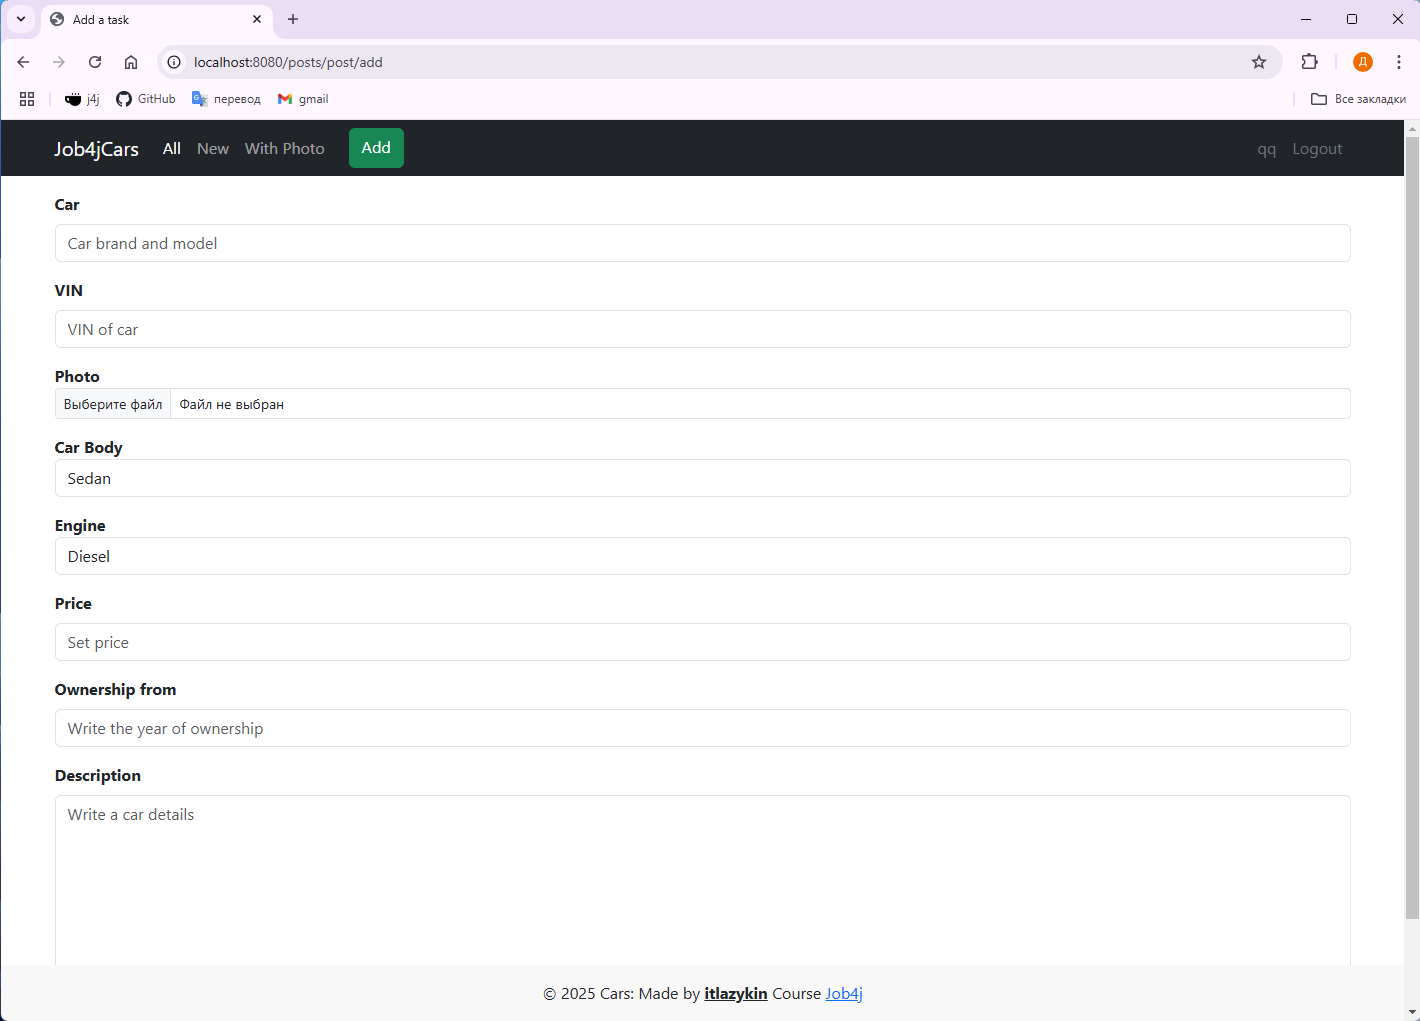 Add a task
localhost:8080/posts/post/add
Д
j4j GitHub перевод gmail Все закладки
Job4jCars All New With Photo Add qq Logout
Car
Car brand and model
VIN
VIN of car
Photo
Выберите файл Файл не выбран
Car Body
Sedan
Engine
Diesel
Price
Set price
Ownership from
Write the year of ownership
Description
Write a car details
© 2025 Cars: Made by itlazykin Course Job4j